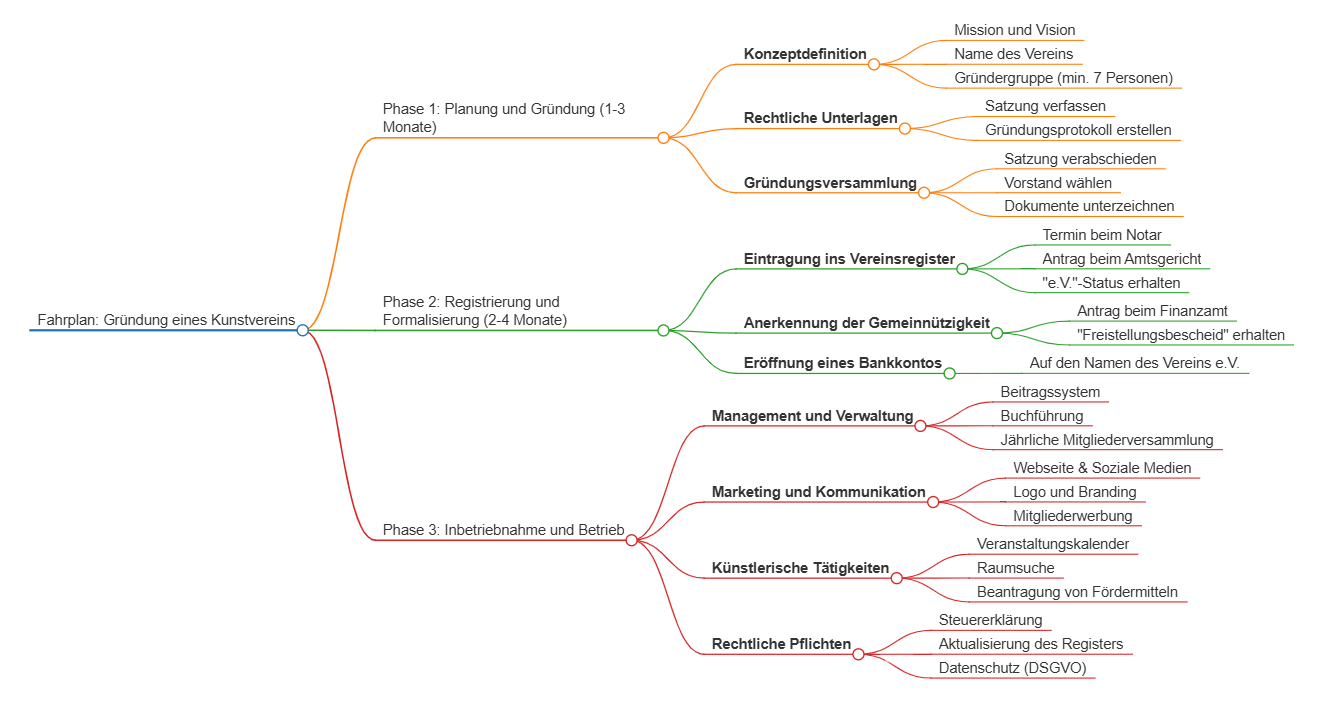 Fahrplan: Gründung eines Kunstvereins
Phase 1: Planung und Gründung (1-3
Monate)
Konzeptdefinition
Mission und Vision
Name des Vereins
Gründergruppe (min. 7 Personen)
Rechtliche Unterlagen
Satzung verfassen
Gründungsprotokoll erstellen
Gründungsversammlung
Satzung verabschieden
Vorstand wählen
Dokumente unterzeichnen
Phase 2: Registrierung und
Formalisierung (2-4 Monate)
Eintragung ins Vereinsregister
Termin beim Notar
Antrag beim Amtsgericht
"e.V."-Status erhalten
Anerkennung der Gemeinnützigkeit
Antrag beim Finanzamt
"Freistellungsbescheid" erhalten
Eröffnung eines Bankkontos
Auf den Namen des Vereins e.V.
Phase 3: Inbetriebnahme und Betrieb
Management und Verwaltung
Beitragssystem
Buchführung
Jährliche Mitgliederversammlung
Marketing und Kommunikation
Webseite & Soziale Medien
Logo und Branding
Mitgliederwerbung
Künstlerische Tätigkeiten
Veranstaltungskalender
Raumsuche
Beantragung von Fördermitteln
Rechtliche Pflichten
Steuererklärung
Aktualisierung des Registers
Datenschutz (DSGVO)